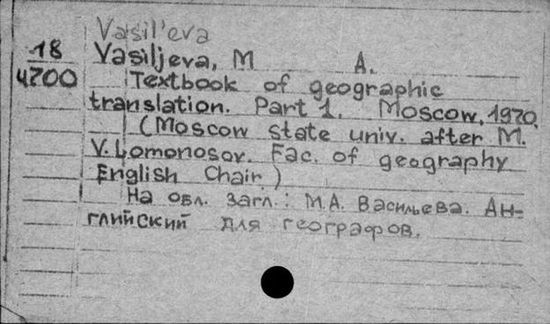 Vasil'eva
18
4700
Vasiljeva, M A.
Textbook of geographic
translation. Part 1. Moscow, 1970.
(Moscow state univ. after M.
V. Lomonosov. Fac. of geography
English Chair.)
На обл. загл.: М.А. Васильева. Ан-
глийский для географов.